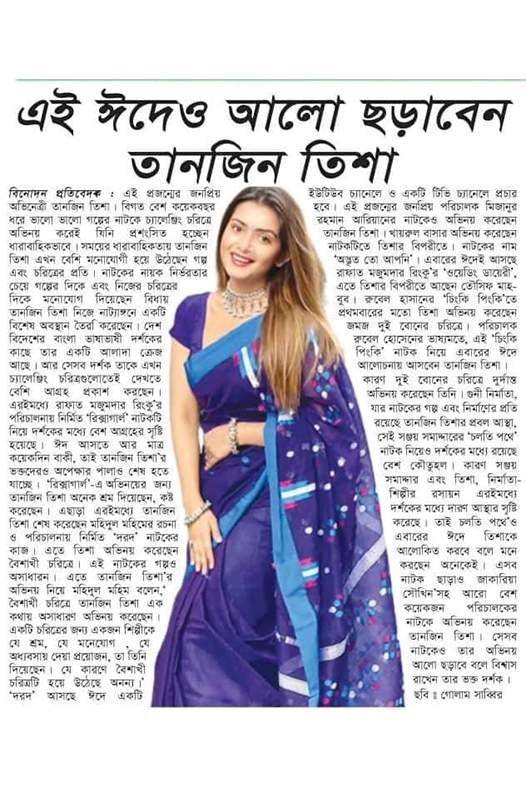 এই ঈদেও আলো ছড়াবেন
তানজিন তিশা
বিনোদন প্রতিবেদক : এই প্রজন্মের জনপ্রিয়
অভিনেত্রী তানজিন তিশা। বিগত বেশ কয়েকবছর
ধরে ভালো ভালো গল্পের নাটকে চ্যালেঞ্জিং চরিত্রে
অভিনয় করেই যিনি প্রশংসিত হচ্ছেন
ধারাবাহিকভাবে। সময়ের ধারাবাহিকতায় তানজিন
তিশা এখন বেশি মনোযোগী হয়ে উঠেছেন গল্প
এবং চরিত্রের প্রতি। নাটকের নায়ক নির্ভরতার
চেয়ে গল্পের দিকে এবং নিজের চরিত্রের
দিকে মনোযোগ দিয়েছেন বিধায়
তানজিন তিশা নিজে নাট্যাঙ্গনে একটি
বিশেষ অবস্থান তৈরী করেছেন। দেশ
বিদেশের বাংলা ভাষাভাষী দর্শকের
কাছে তার একটি আলাদা ক্রেজ
আছে। আর সেসব দর্শক তাকে এখন
চ্যালেঞ্জিং চরিত্রগুলোতেই দেখতে
বেশি আগ্রহ প্রকাশ করছেন।
এরইমধ্যে রাফাত মজুমদার রিংকু'র
পরিচালনায় নির্মিত 'রিক্সাগার্ল' নাটকটি
নিয়ে দর্শকের মধ্যে বেশ আগ্রহের সৃষ্টি
হয়েছে। ঈদ আসতে আর মাত্র
কয়েকদিন বাকী, তাই তানজিন তিশা'র
ভক্তদেরও অপেক্ষার পালাও শেষ হতে
যাচ্ছে। 'রিক্সাগার্ল'-এ অভিনয়ের জন্য
তানজিন তিশা অনেক শ্রম দিয়েছেন, কষ্ট
করেছেন। এছাড়া এরইমধ্যে তানজিন
তিশা শেষ করেছেন মহিদুল মহিমের রচনা
ও পরিচালনায় নির্মিত 'দরদ' নাটকের
কাজ। এতে তিশা অভিনয় করেছেন
বৈশাখী চরিত্রে। এই নাটকের গল্পও
অসাধারন। এতে তানজিন তিশা'র
অভিনয় নিয়ে মহিদুল মহিম বলেন,'
বৈশাখী চরিত্রে তানজিন তিশা এক
কথায় অসাধারণ অভিনয় করেছেন।
একটি চরিত্রের জন্য একজন শিল্পীকে
যে শ্রম, যে মনোযোগ , যে
অধ্যবসায় দেয়া প্রয়োজন, তা তিনি
দিয়েছেন। যে কারণে বৈশাখী
চরিত্রটি হয়ে উঠেছে অনন্য।'
'দরদ' আসছে ঈদে একটি
ইউটিউব চ্যানেলে ও একটি টিভি চ্যানেলে প্রচার
হবে। এই প্রজন্মের জনপ্রিয় পরিচালক মিজানুর
রহমান আরিয়ানের নাটকেও অভিনয় করেছেন
তানজিন তিশা। খায়রুল বাসার অভিনয় করেছেন
নাটকটিতে তিশার বিপরীতে। নাটকের নাম
'অদ্ভুত তো আপনি'। এবারের ঈদেই আসছে
রাফাত মজুমদার রিংকু'র 'ওয়েডিং ডায়েরী',
এতে তিশার বিপরীতে আছেন তৌসিফ মাহ-
বুব। রুবেল হাসানের 'চিংকি পিংকি'তে
প্রথমবারের মতো তিশা অভিনয় করেছেন
জমজ দুই বোনের চরিত্রে। পরিচালক
রুবেল হোসেনের ভাষ্যমতে, এই 'চিংকি
পিংকি' নাটক নিয়ে এবারের ঈদে
আলোচনায় আসবেন তানজিন তিশা।
কারণ দুই বোনের চরিত্রে দুর্দান্ত
অভিনয় করেছেন তিনি। গুনী নির্মাতা,
যার নাটকের গল্প এবং নির্মাণের প্রতি
রয়েছে তানজিন তিশার প্রবল আস্থা,
সেই সঞ্জয় সমাদ্দারের 'চলতি পথে'
নাটক নিয়েও দর্শকের মধ্যে রয়েছে
বেশ কৌতুহল। কারণ সঞ্জয়
সমাদ্দার এবং তিশা, নির্মাতা-
শিল্পীর রসায়ন এরইমধ্যে
দর্শকের মধ্যে দারুণ আস্থার সৃষ্টি
করেছে। তাই চলতি পথে'ও
এবারের ঈদে তিশাকে
আলোকিত করবে বলে মনে
করছেন অনেকেই। এসব
নাটক ছাড়াও জাকারিয়া
সৌখিন'সহ আরো বেশ
কয়েকজন পরিচালকের
নাটকে অভিনয় করেছেন
তানজিন তিশা। সেসব
নাটকেও তার অভিনয়
আলো ছড়াবে বলে বিশ্বাস
রাখেন তার ভক্ত দর্শক।
ছবি ঃ গোলাম সাব্বির